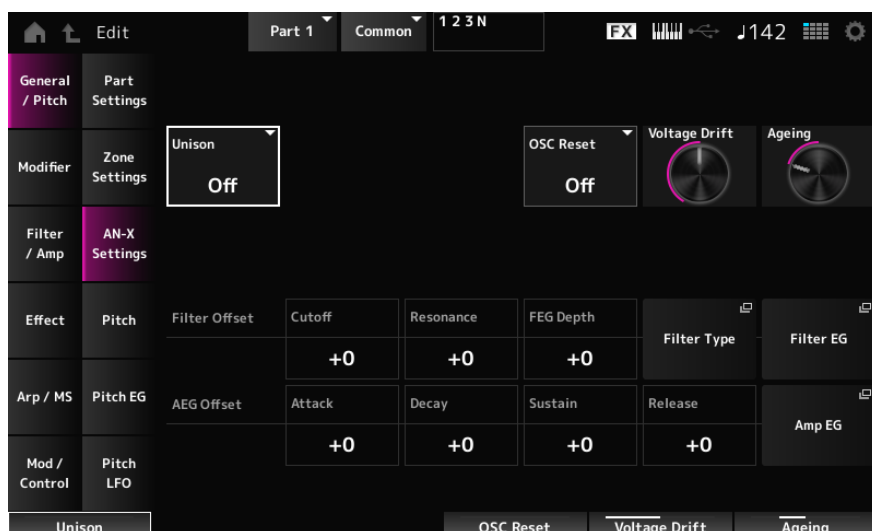 Edit
Part 1
Common
1 2 3 N
FX
♩142
General / Pitch
Part Settings
Modifier
Zone Settings
Filter / Amp
AN-X Settings
Effect
Pitch
Arp / MS
Pitch EG
Mod / Control
Pitch LFO
Unison
Off
OSC Reset
Off
Voltage Drift
Ageing
Filter Offset
Cutoff
+0
Resonance
+0
FEG Depth
+0
Filter Type
Filter EG
AEG Offset
Attack
+0
Decay
+0
Sustain
+0
Release
+0
Amp EG
Unison
OSC Reset
Voltage Drift
Ageing